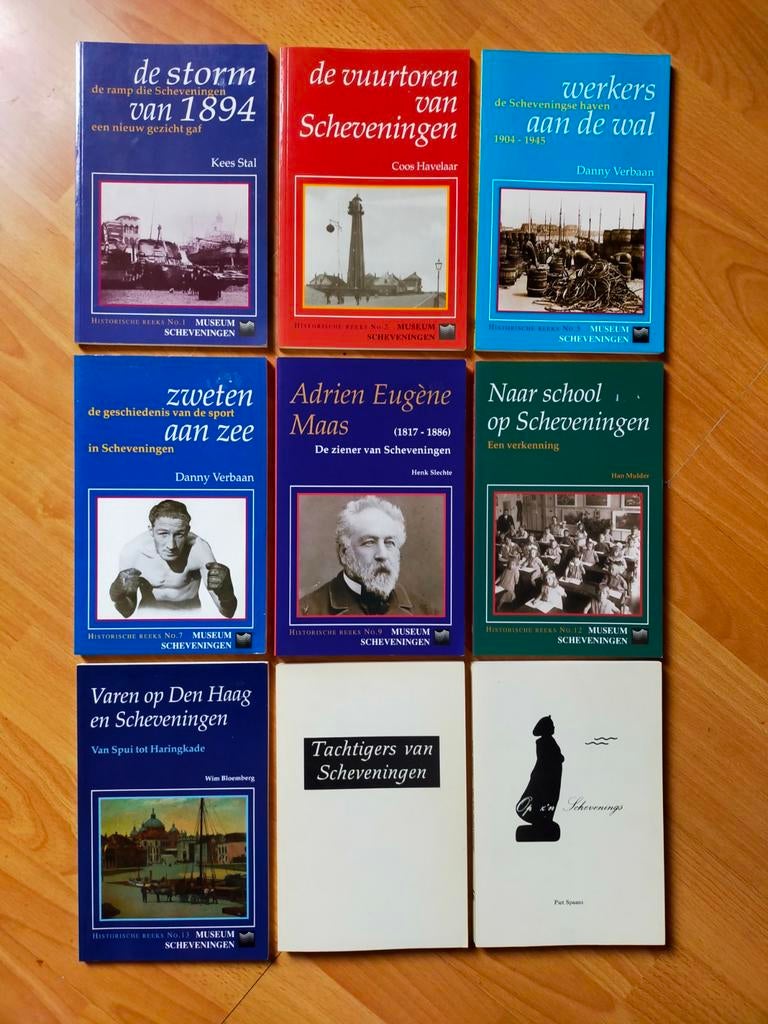 de storm
de ramp die Scheveningen
van 1894
een nieuw gezicht gaf
Kees Stal
HISTORISCHE REEKS NO.1 MUSEUM
SCHEVENINGEN
de vuurtoren
van
Scheveningen
Coos Havelaar
HISTORISCHE REEKS NO.2 MUSEUM
SCHEVENINGEN
werkers
de Scheveningse haven
aan de wal
1904 - 1945
Danny Verbaan
HISTORISCHE REEKS MUSEUM
SCHEVENINGEN
zweten
de geschiedenis van de sport
aan zee
in Scheveningen
Danny Verbaan
HISTORISCHE REEKS NO.7 MUSEUM
SCHEVENINGEN
Adrien Eugène
Maas (1817 - 1886)
De ziener van Scheveningen
Henk Slechte
HISTORISCHE REEKS NO.9 MUSEUM
SCHEVENINGEN
Naar school
op Scheveningen
Een verkenning
Han Mulder
HISTORISCHE REEKS NO.12 MUSEUM
SCHEVENINGEN
Varen op Den Haag
en Scheveningen
Van Spui tot Haringkade
Wim Bloemberg
HISTORISCHE REEKS NO.13 MUSEUM
SCHEVENINGEN
Tachtigers van
Scheveningen
Op z'n Schevenings
Piet Spaans